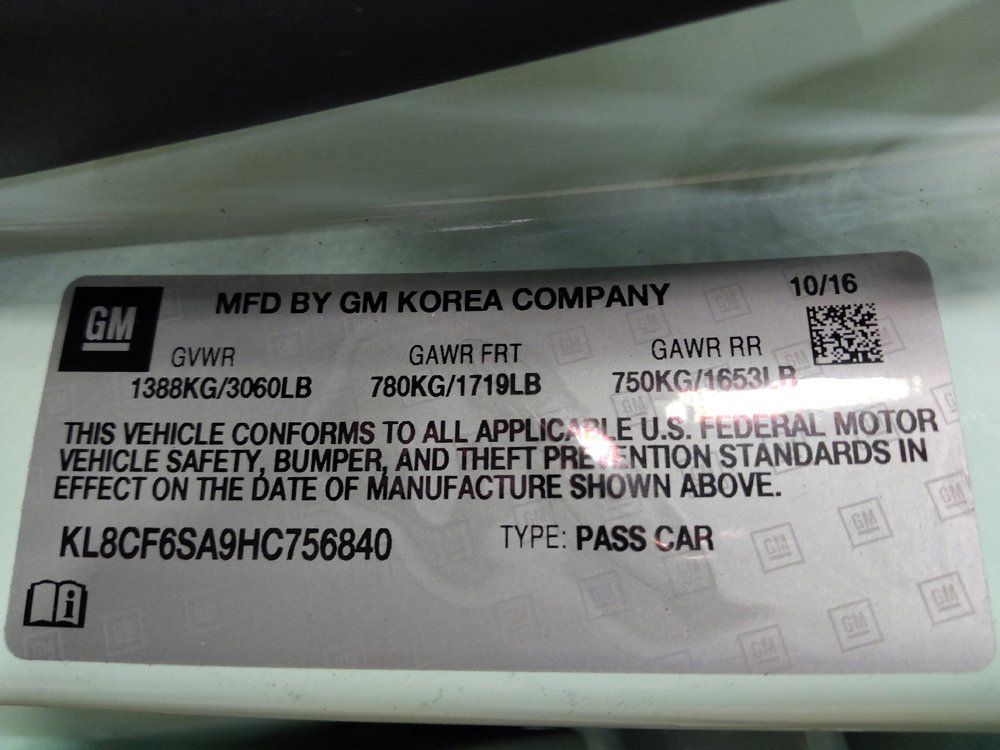 GM
MFD BY GM KOREA COMPANY
10/16
GVWR GAWR FRT GAWR RR
1388KG/3060LB 780KG/1719LB 750KG/1653LB
THIS VEHICLE CONFORMS TO ALL APPLICABLE U.S. FEDERAL MOTOR
VEHICLE SAFETY, BUMPER, AND THEFT PREVENTION STANDARDS IN
EFFECT ON THE DATE OF MANUFACTURE SHOWN ABOVE.
KL8CF6SA9HC756840 TYPE: PASS CAR